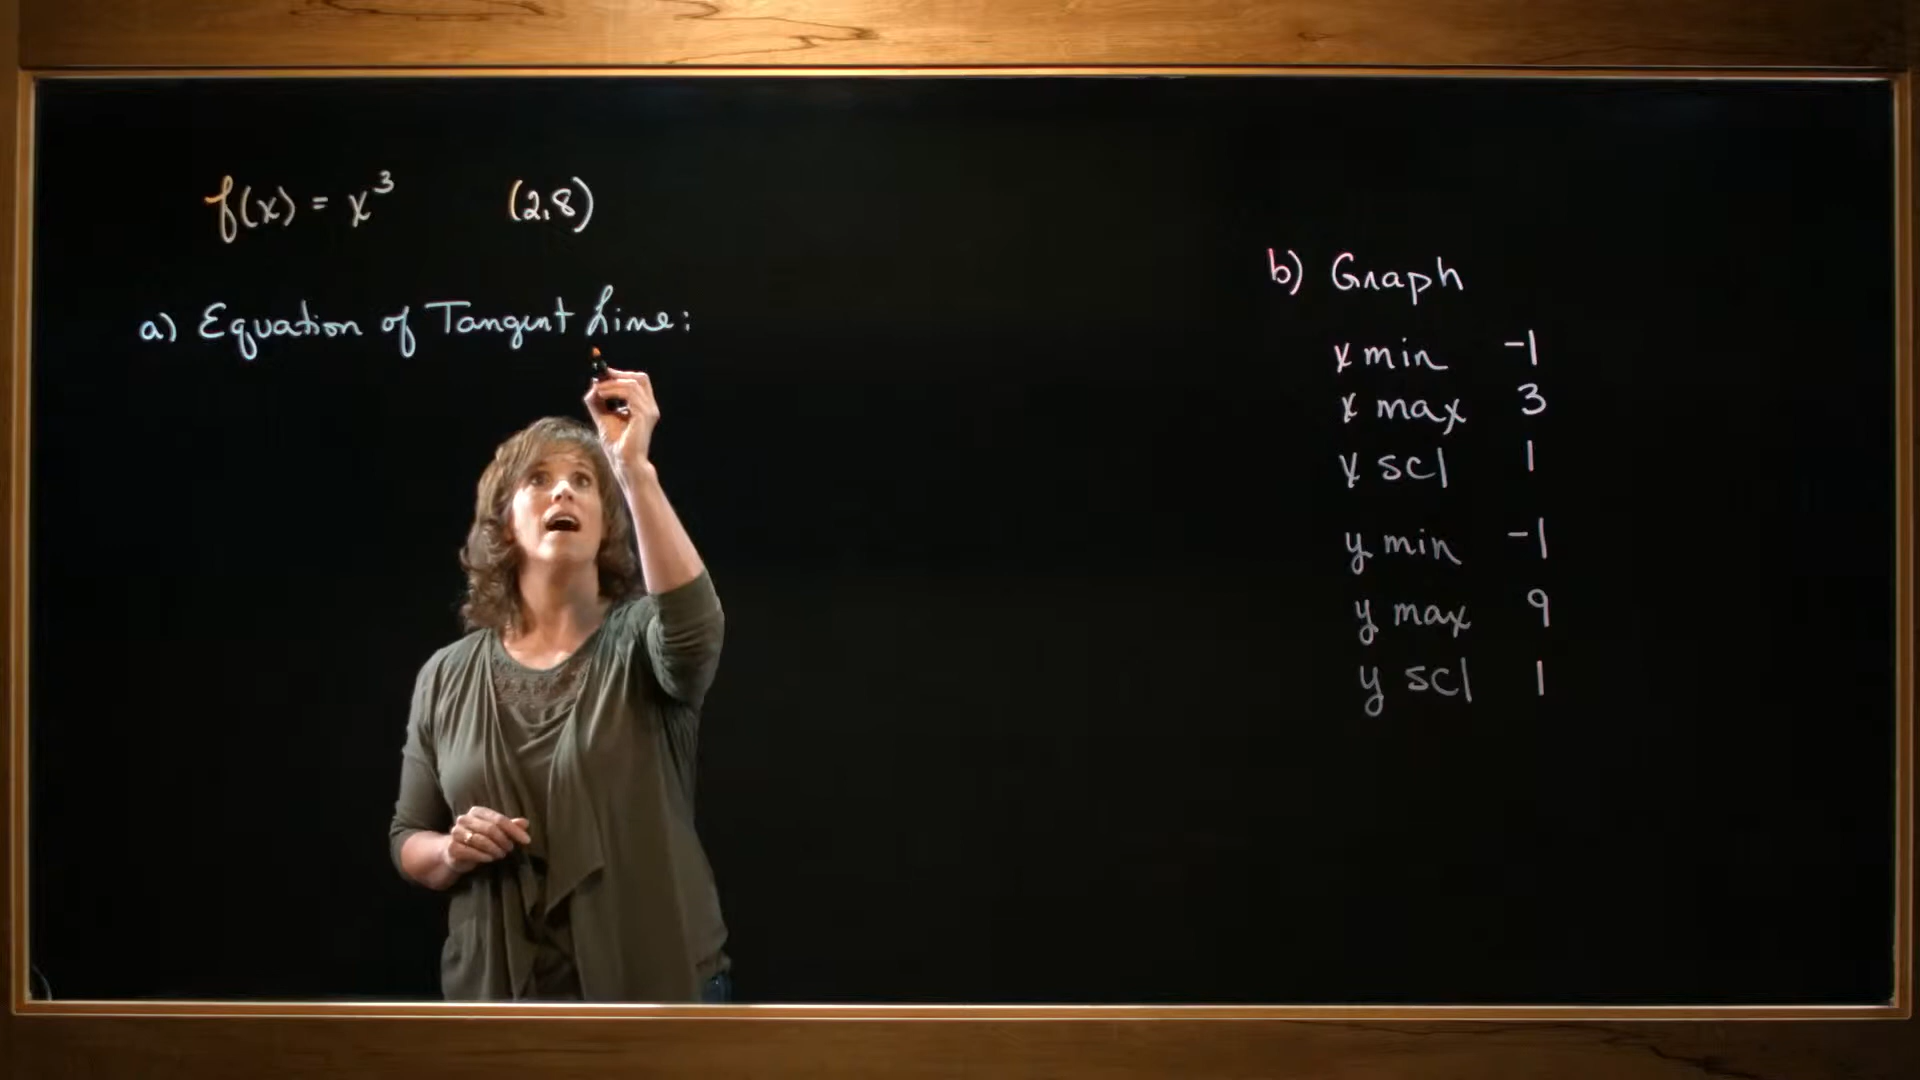 f(x) = x³ (2,8)
a) Equation of Tangent Line:
b) Graph
x min -1
x max 3
x scl 1
y min -1
y max 9
y scl 1